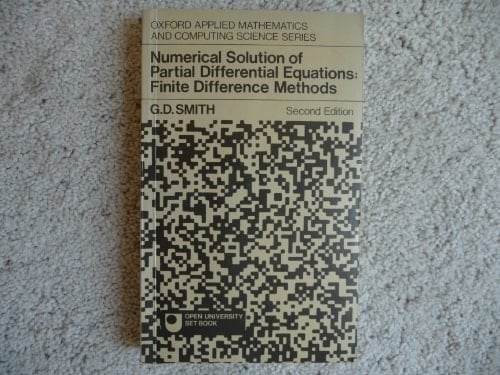 OXFORD APPLIED MATHEMATICS
AND COMPUTING SCIENCE SERIES
Numerical Solution of
Partial Differential Equations:
Finite Difference Methods
G.D. SMITH Second Edition
OPEN UNIVERSITY
SET BOOK